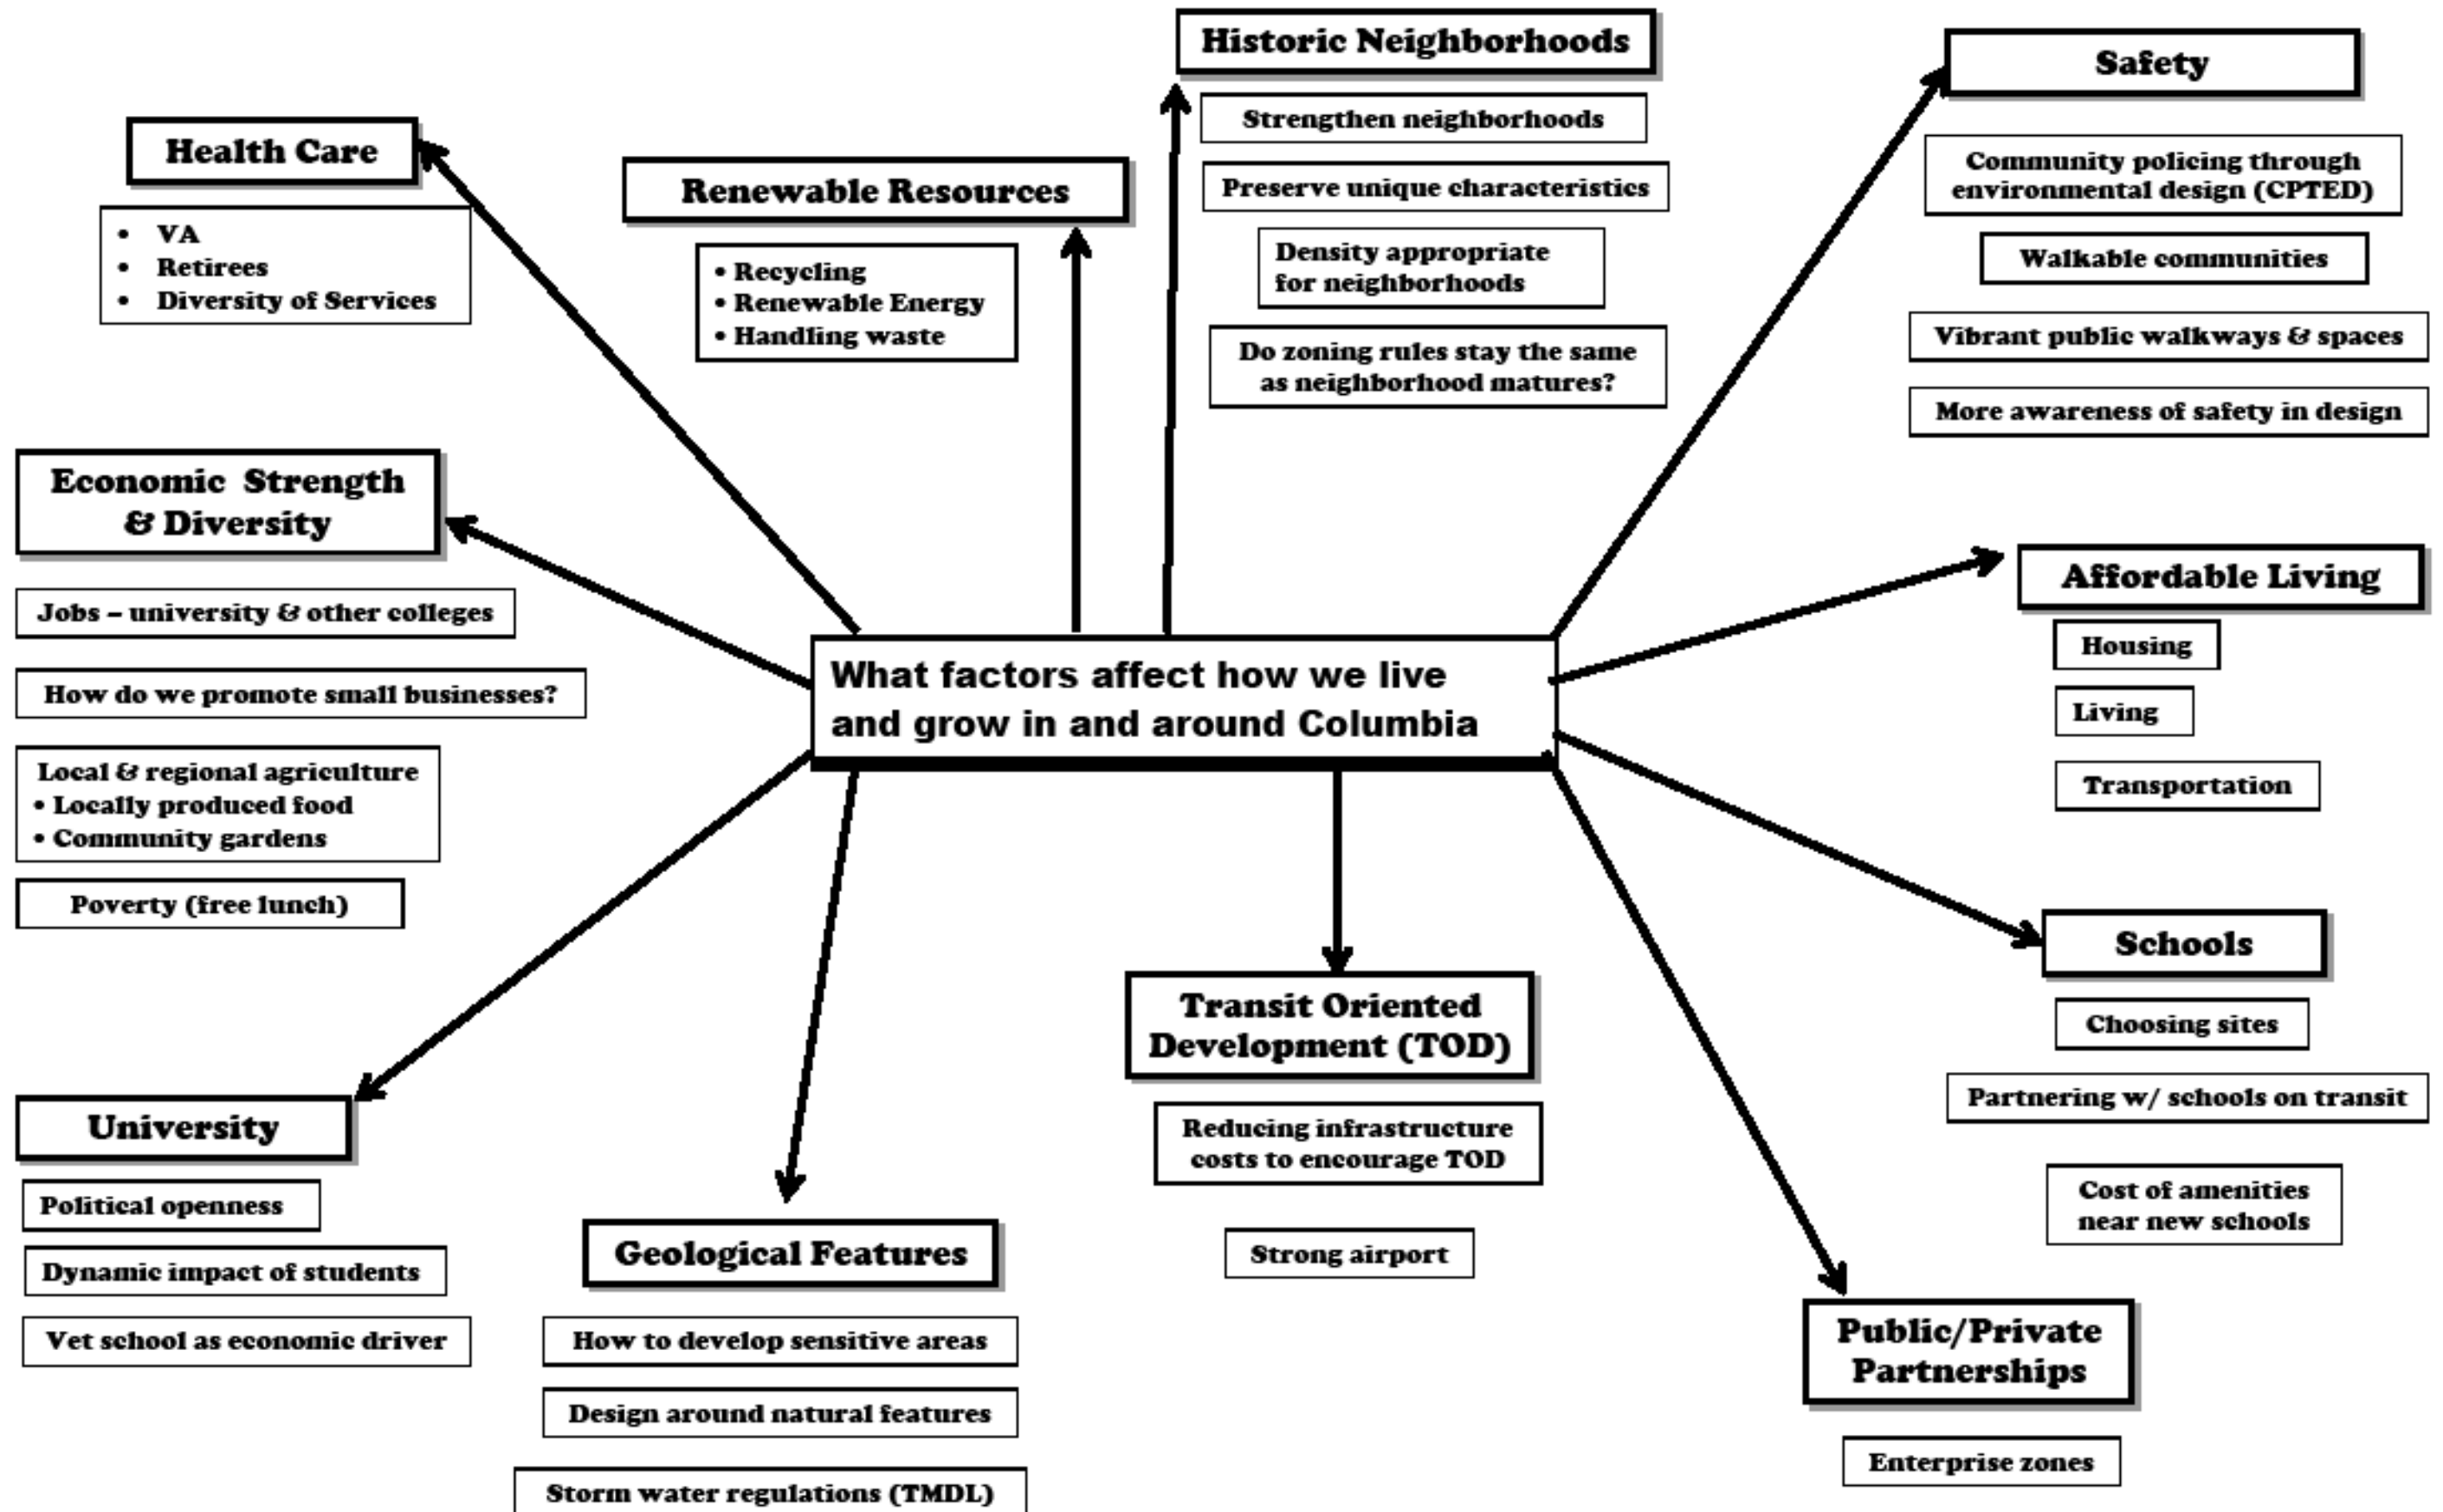 Historic Neighborhoods
Strengthen neighborhoods
Preserve unique characteristics
Density appropriate
for neighborhoods
Do zoning rules stay the same
as neighborhood matures?
Safety
Community policing through
environmental design (CPTED)
Walkable communities
Vibrant public walkways & spaces
More awareness of safety in design
Health Care
• VA
• Retirees
• Diversity of Services
Renewable Resources
• Recycling
• Renewable Energy
• Handling waste
Economic Strength
& Diversity
Jobs – university & other colleges
How do we promote small businesses?
Local & regional agriculture
• Locally produced food
• Community gardens
Poverty (free lunch)
What factors affect how we live
and grow in and around Columbia
Affordable Living
Housing
Living
Transportation
Schools
Choosing sites
Partnering w/ schools on transit
Cost of amenities
near new schools
University
Political openness
Dynamic impact of students
Vet school as economic driver
Geological Features
How to develop sensitive areas
Design around natural features
Storm water regulations (TMDL)
Transit Oriented
Development (TOD)
Reducing infrastructure
costs to encourage TOD
Strong airport
Public/Private
Partnerships
Enterprise zones